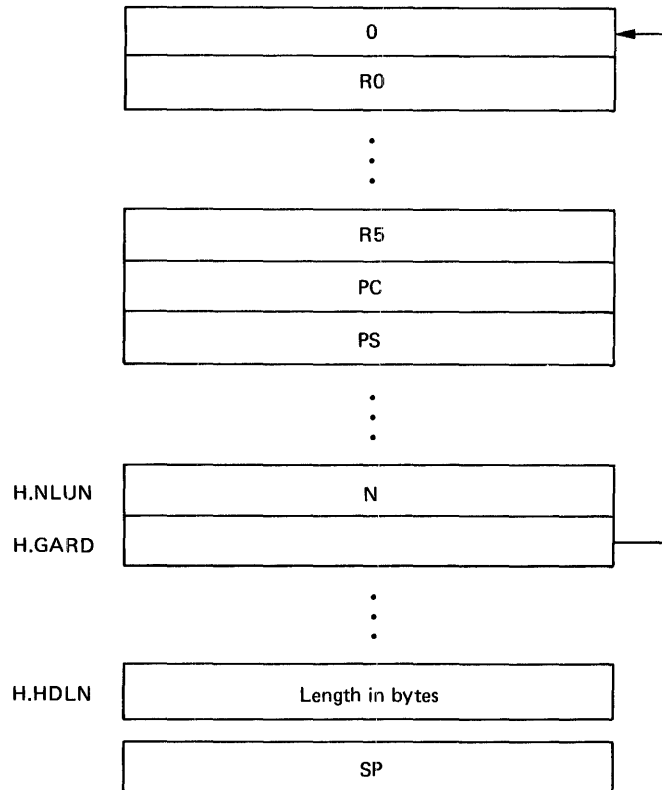 0
R0
R5
PC
PS
H.NLUN N
H.GARD
H.HDLN Length in bytes
SP